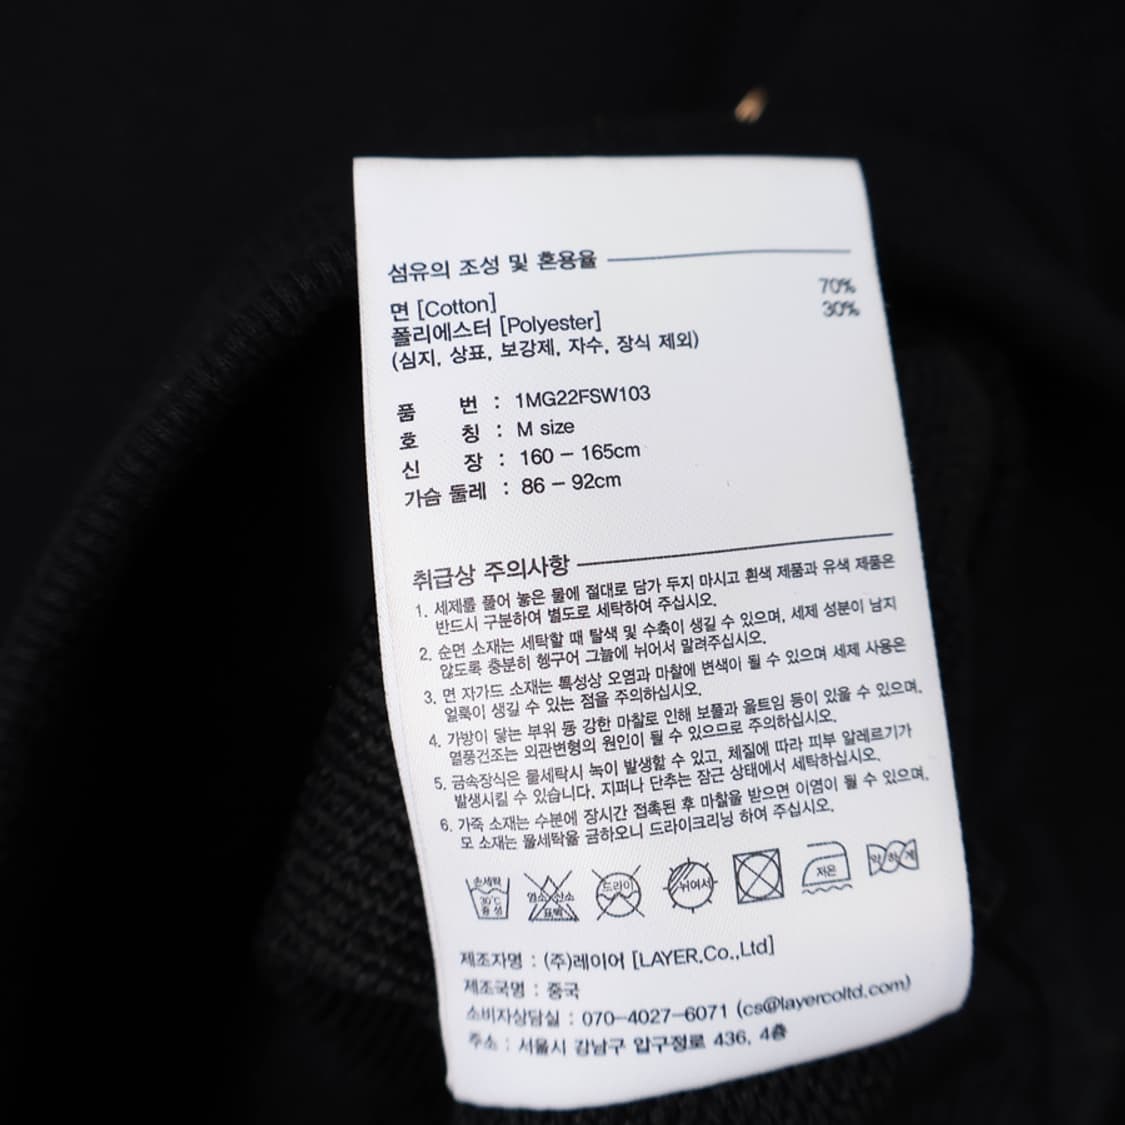 섬유의 조성 및 혼용율
면 [Cotton] 70%
폴리에스터 [Polyester] 30%
(심지, 상표, 보강제, 자수, 장식 제외)
품 번 : 1MG22FSW103
호 칭 : M size
신 장 : 160 – 165cm
가슴 둘레 : 86 – 92cm
취급상 주의사항
1. 세제를 풀어 놓은 물에 절대로 담가 두지 마시고 흰색 제품과 유색 제품은
반드시 구분하여 별도로 세탁하여 주십시오.
2. 순면 소재는 세탁할 때 탈색 및 수축이 생길 수 있으며, 세제 성분이 남지
않도록 충분히 헹구어 그늘에 뉘어서 말려주십시오.
3. 면 자가드 소재는 특성상 오염과 마찰에 변색이 될 수 있으며 세제 사용은
얼룩이 생길 수 있는 점을 주의하십시오.
4. 가방이 닿는 부위 등 강한 마찰로 인해 보풀과 올트임 등이 있을 수 있으며,
열풍건조는 외관변형의 원인이 될 수 있으므로 주의하십시오.
5. 금속장식은 물세탁시 녹이 발생할 수 있고, 체질에 따라 피부 알레르기가
발생시킬 수 있습니다. 지퍼나 단추는 잠근 상태에서 세탁하십시오.
6. 가죽 소재는 수분에 장시간 접촉된 후 마찰을 받으면 이염이 될 수 있으며,
모 소재는 물세탁을 금하오니 드라이크리닝 하여 주십시오.
손세탁 30°C 중성 염소 산소 표백 드라이 뉘여서 저온 약하게
제조자명 : (주)레이어 [LAYER.Co.,Ltd]
제조국명 : 중국
소비자상담실 : 070-4027-6071 (cs@layercoltd.com)
주소 : 서울시 강남구 압구정로 436, 4층